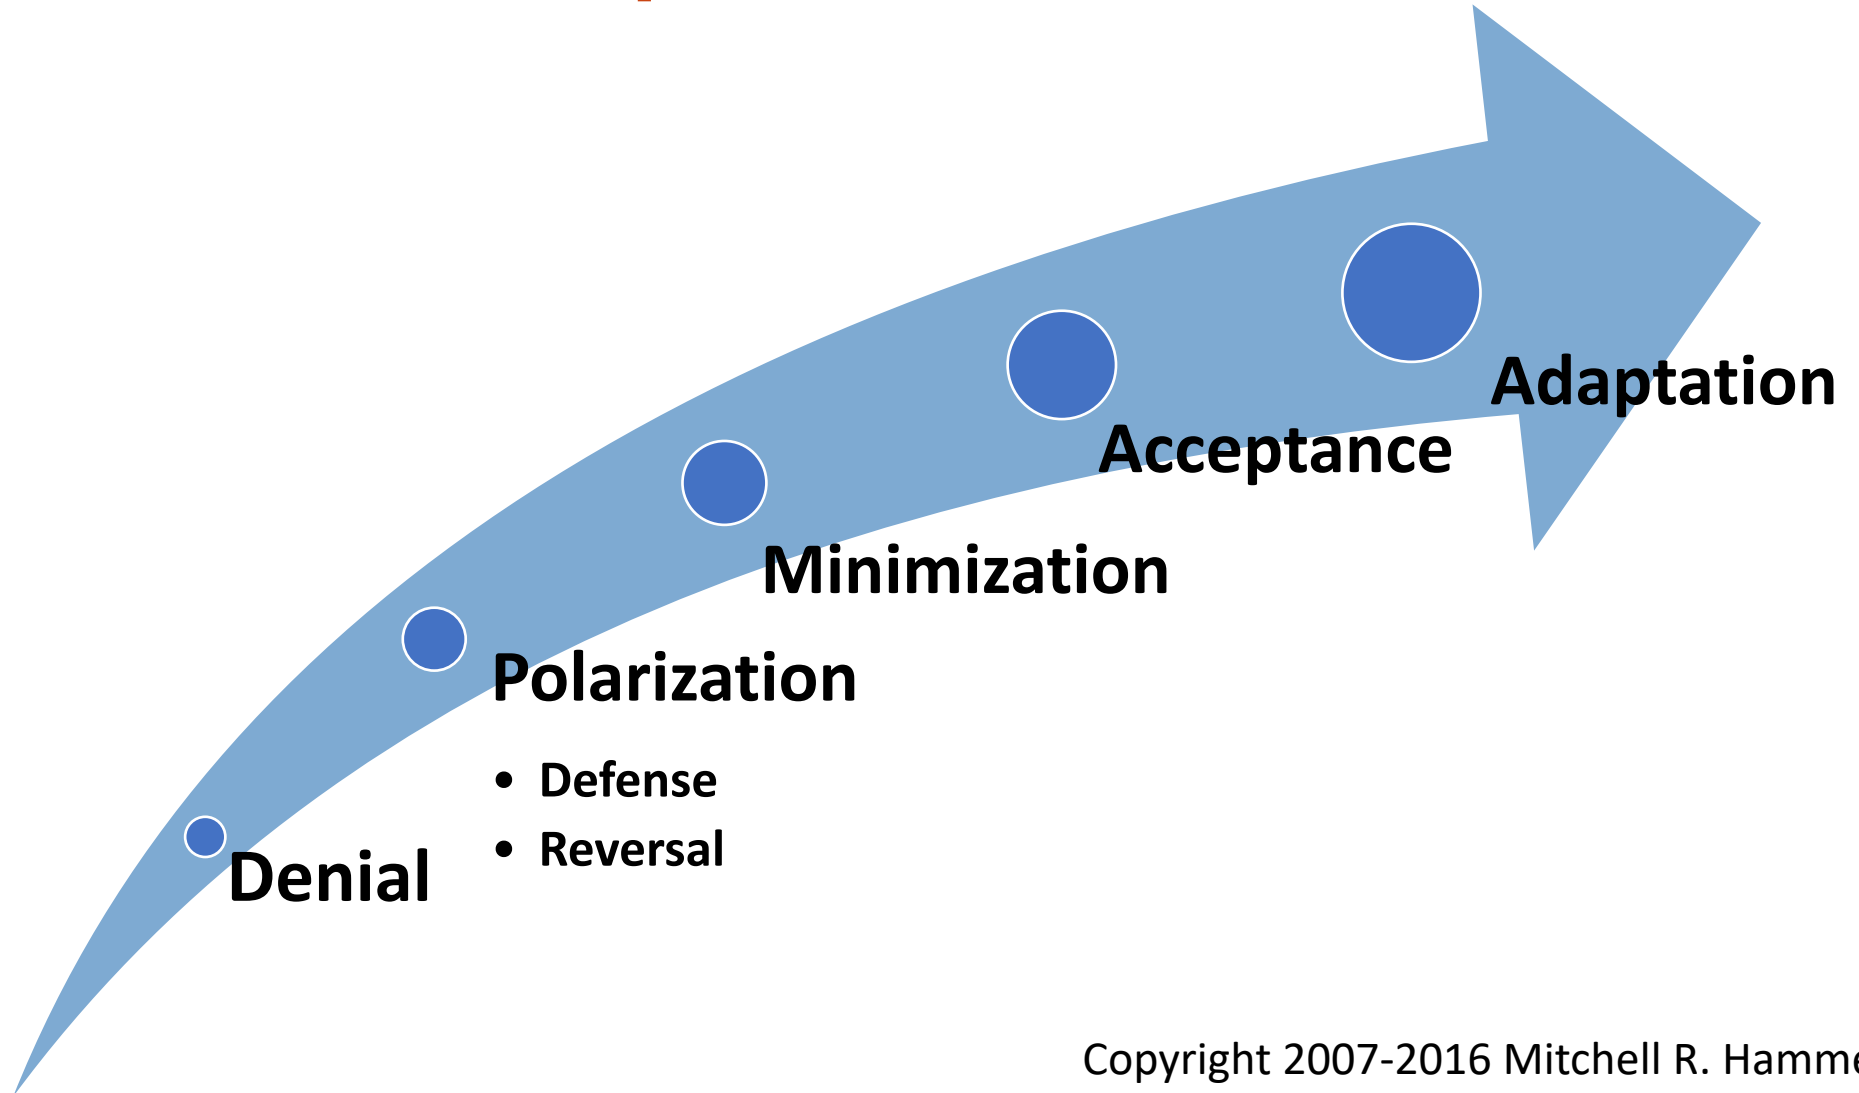 Adaptation
Acceptance
Minimization
Polarization
• Defense
• Reversal
Denial
Copyright 2007-2016 Mitchell R.